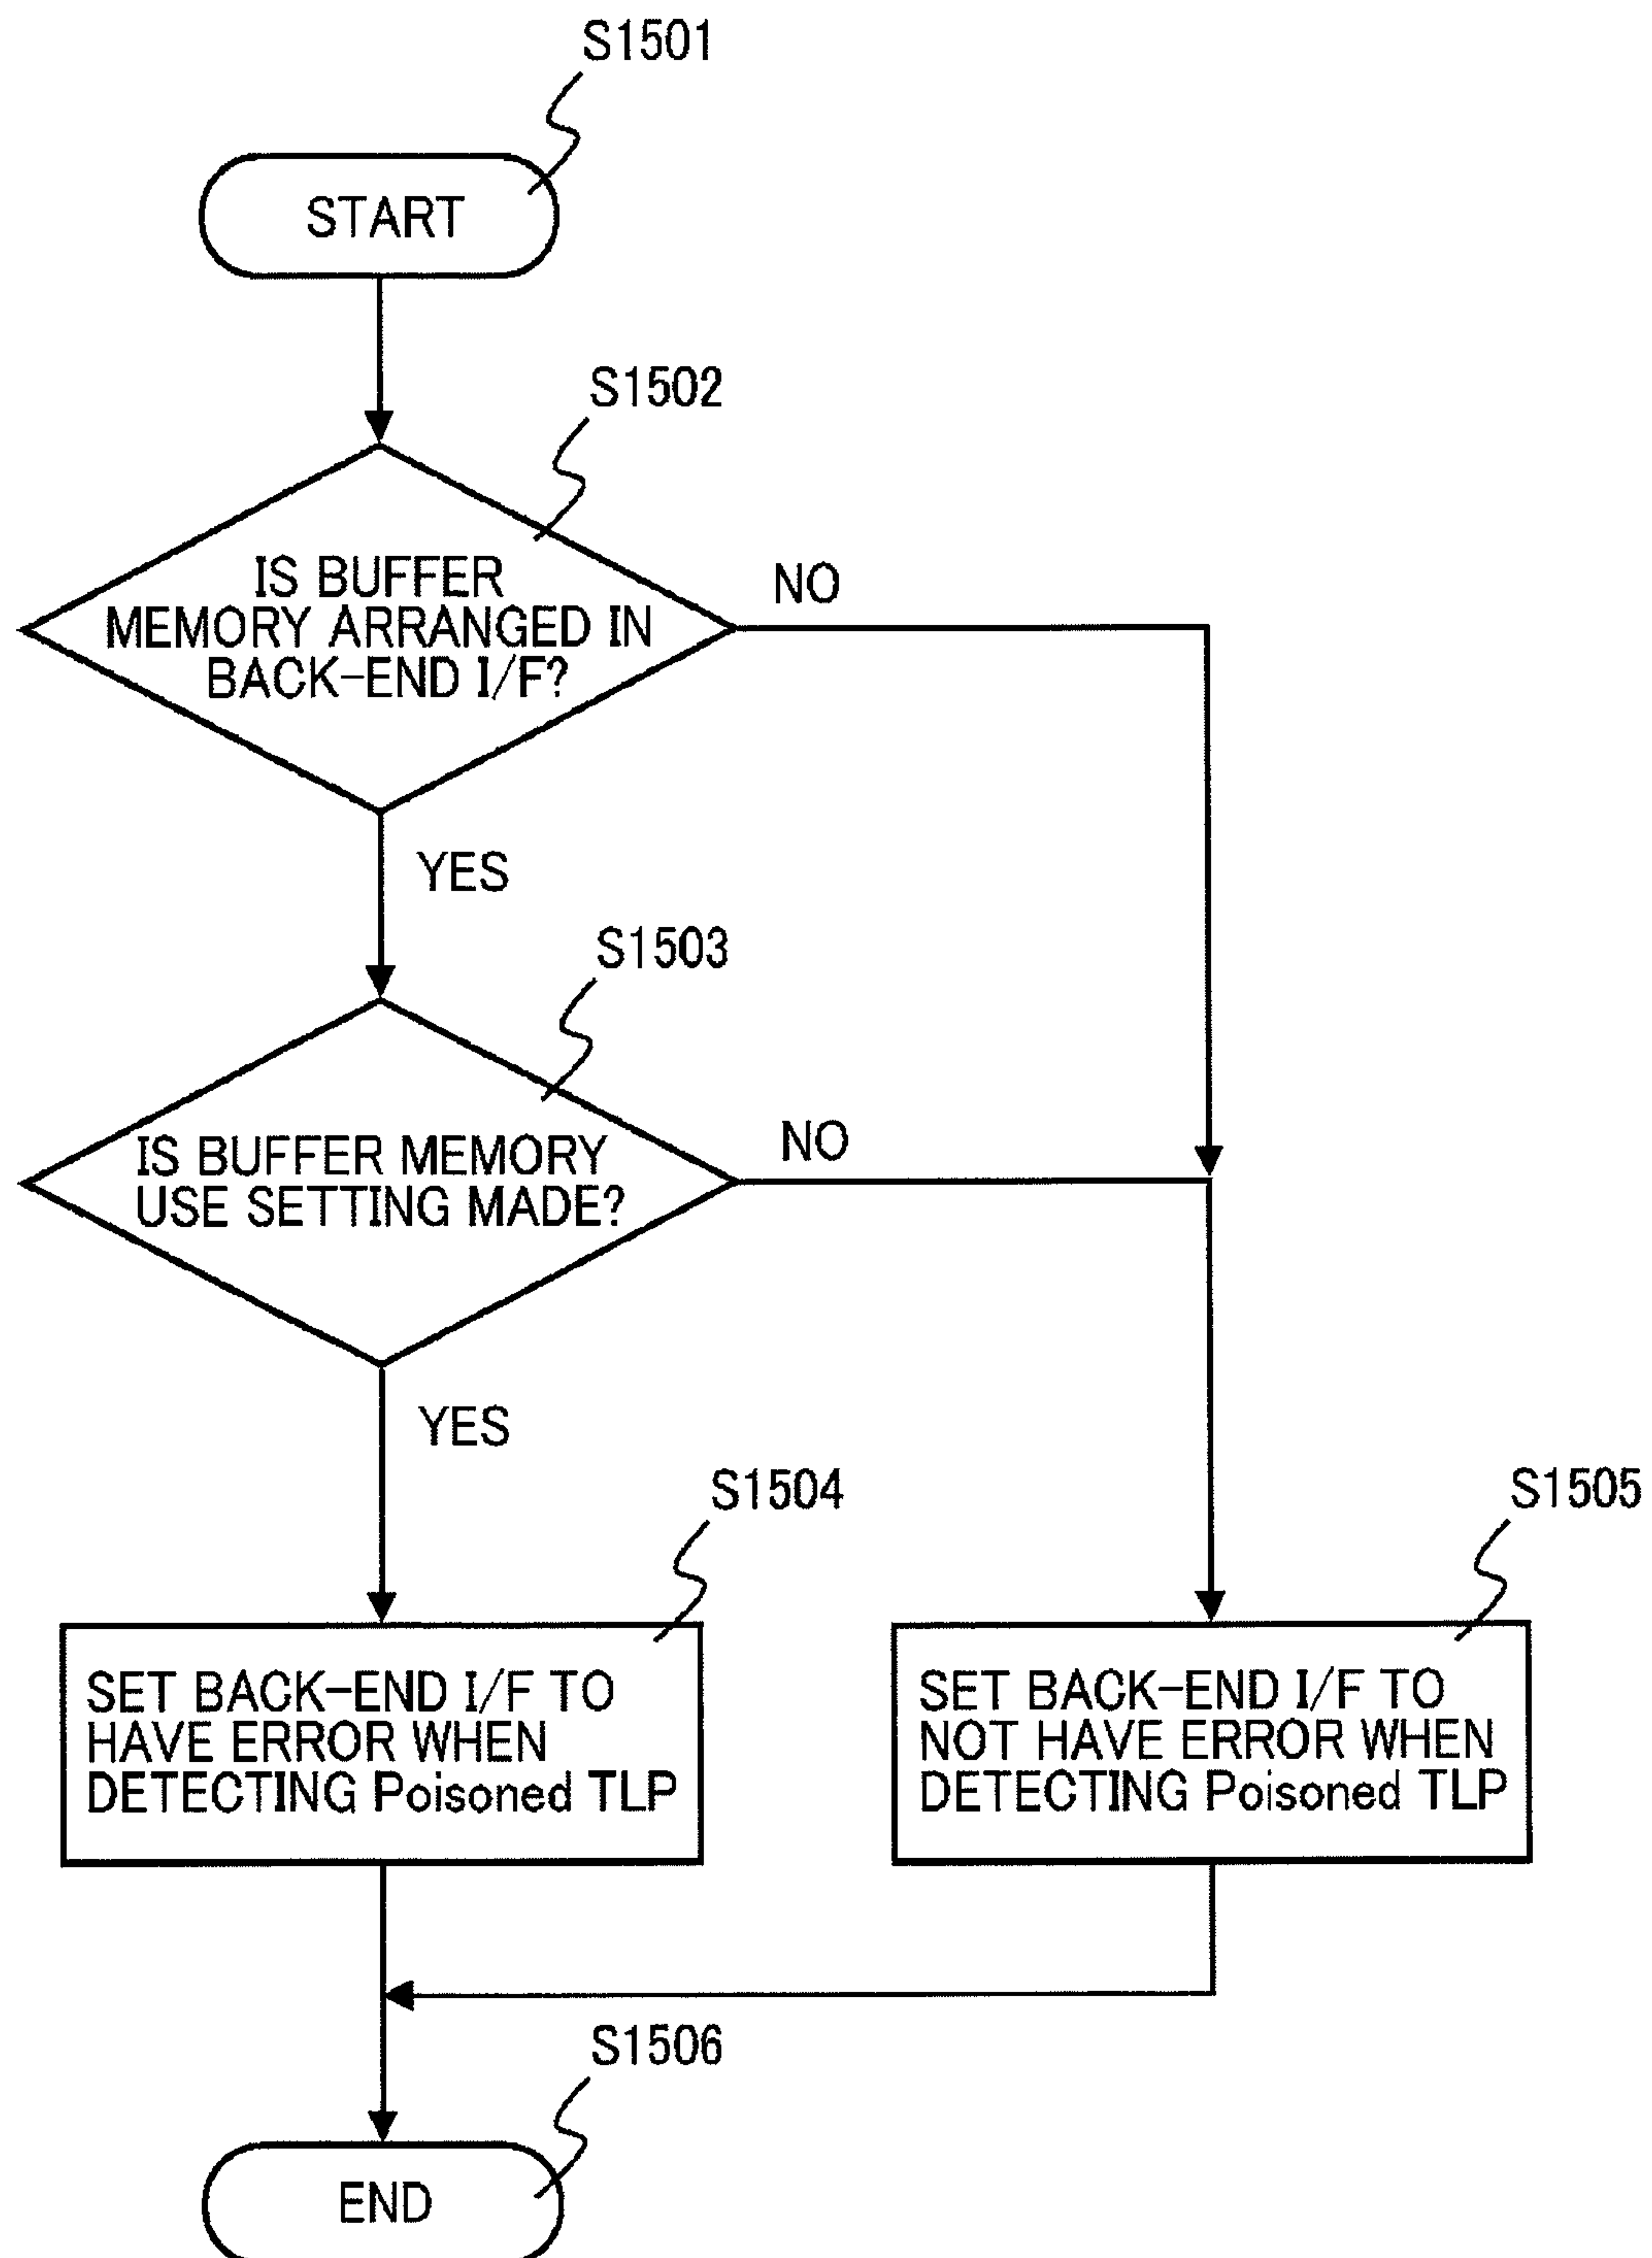 S1501
START
S1502
IS BUFFER
MEMORY ARRANGED IN
BACK-END I/F?
NO
YES
S1503
IS BUFFER MEMORY
USE SETTING MADE?
NO
YES
S1504
SET BACK-END I/F TO
HAVE ERROR WHEN
DETECTING Poisoned TLP
S1505
SET BACK-END I/F TO
NOT HAVE ERROR WHEN
DETECTING Poisoned TLP
S1506
END